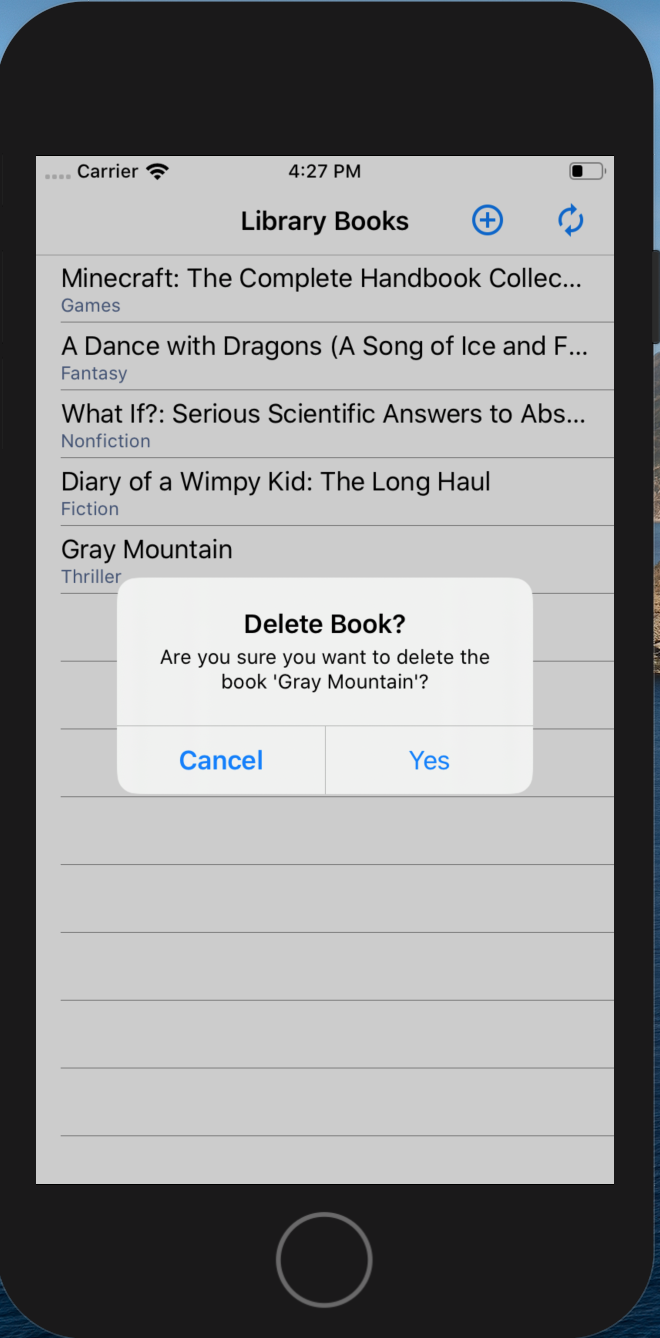 Carrier 4:27 PM
Library Books
Minecraft: The Complete Handbook Collec...
Games
A Dance with Dragons (A Song of Ice and F...
Fantasy
What If?: Serious Scientific Answers to Abs...
Nonfiction
Diary of a Wimpy Kid: The Long Haul
Fiction
Gray Mountain
Thriller
Delete Book?
Are you sure you want to delete the
book 'Gray Mountain'?
Cancel Yes